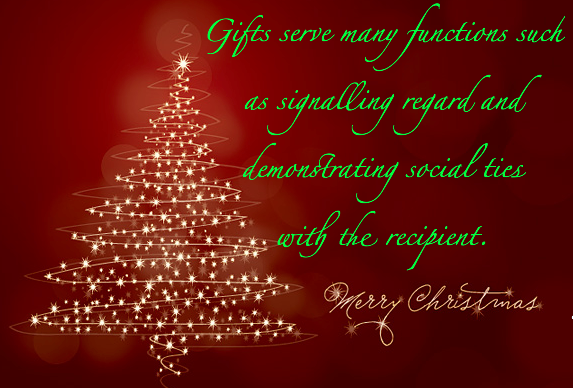 Gifts serve many functions such
as signalling regard and
demonstrating social ties
with the recipient.
Merry Christmas